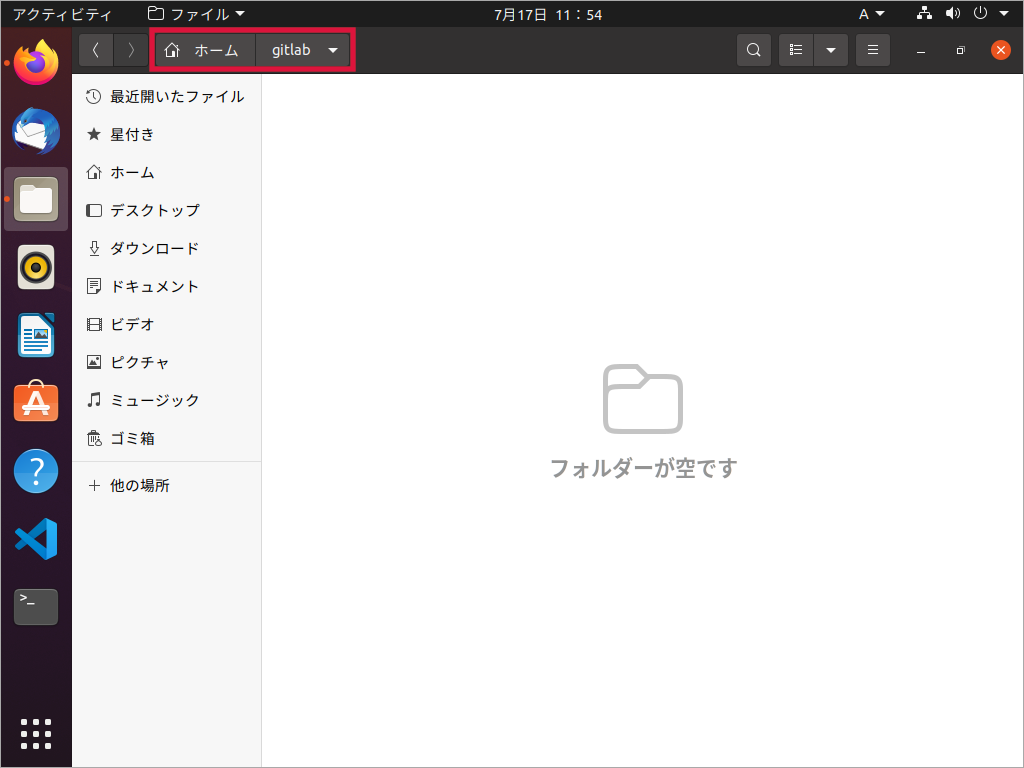 アクティビティ ファイル 7月17日 11：54 A
ホーム gitlab
最近開いたファイル
星付き
ホーム
デスクトップ
ダウンロード
ドキュメント
ビデオ
ピクチャ
ミュージック
ゴミ箱
他の場所
フォルダーが空です
?
>_